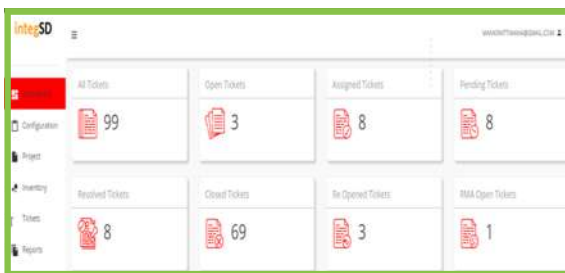 integSD
All Tickets
Open Tickets
Assigned Tickets
Pending Tickets
99
3
8
8
Configuration
Project
Inventory
Tickets
Reports
Resolved Tickets
Closed Tickets
Re Opened Tickets
RMA Open Tickets
8
69
3
1